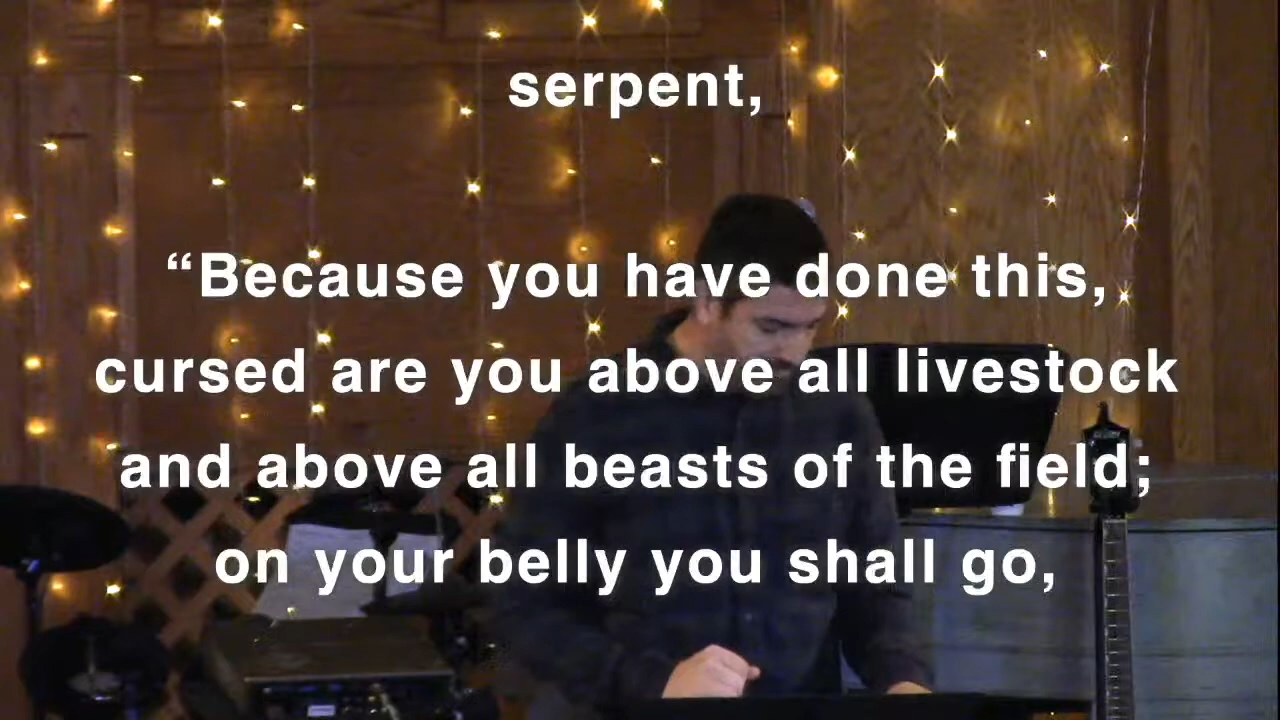 serpent,
“Because you have done this,
cursed are you above all livestock
and above all beasts of the field;
on your belly you shall go,